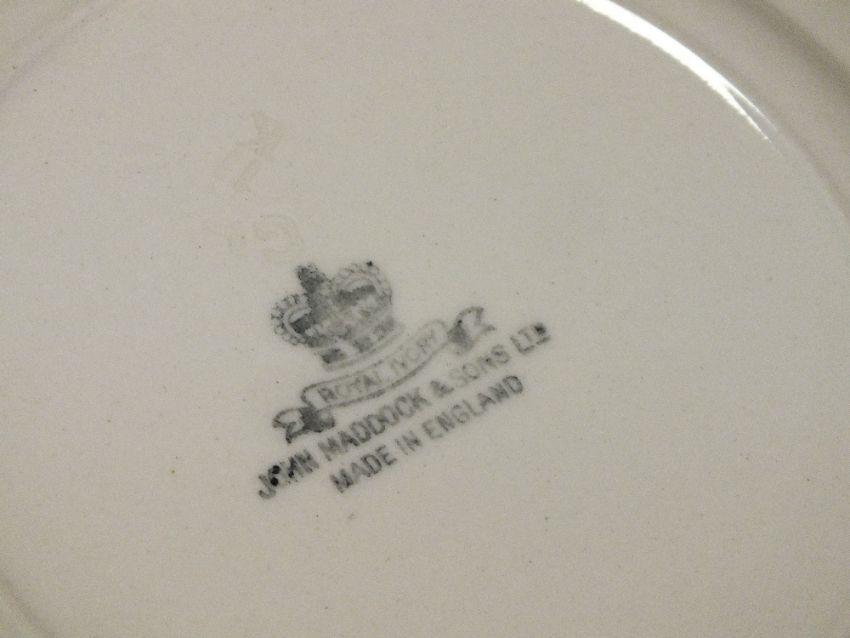 ROYAL IVORY
JOHN MADDOCK & SONS LTD
MADE IN ENGLAND